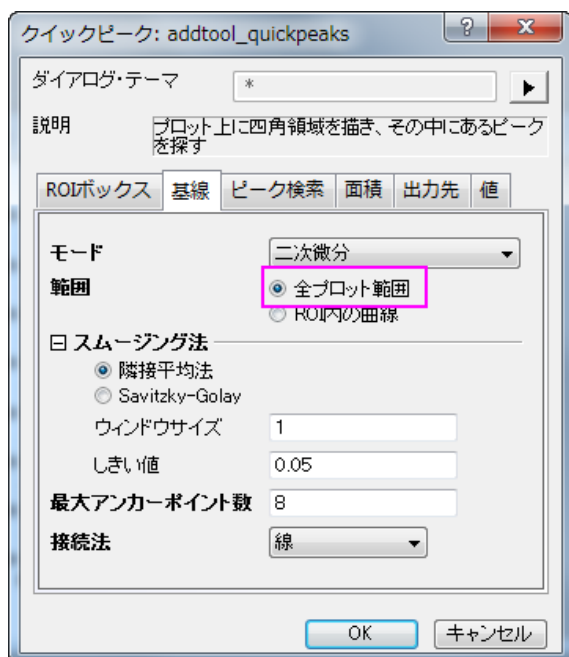 クイックピーク: addtool_quickpeaks
ダイアログ・テーマ *
説明 プロット上に四角領域を描き、その中にあるピーク
を探す
ROIボックス 基線 ピーク検索 面積 出力先 値
モード 二次微分
範囲 全プロット範囲
ROI内の曲線
スムージング法
隣接平均法
Savitzky-Golay
ウィンドウサイズ 1
しきい値 0.05
最大アンカーポイント数 8
接続法 線
OK キャンセル